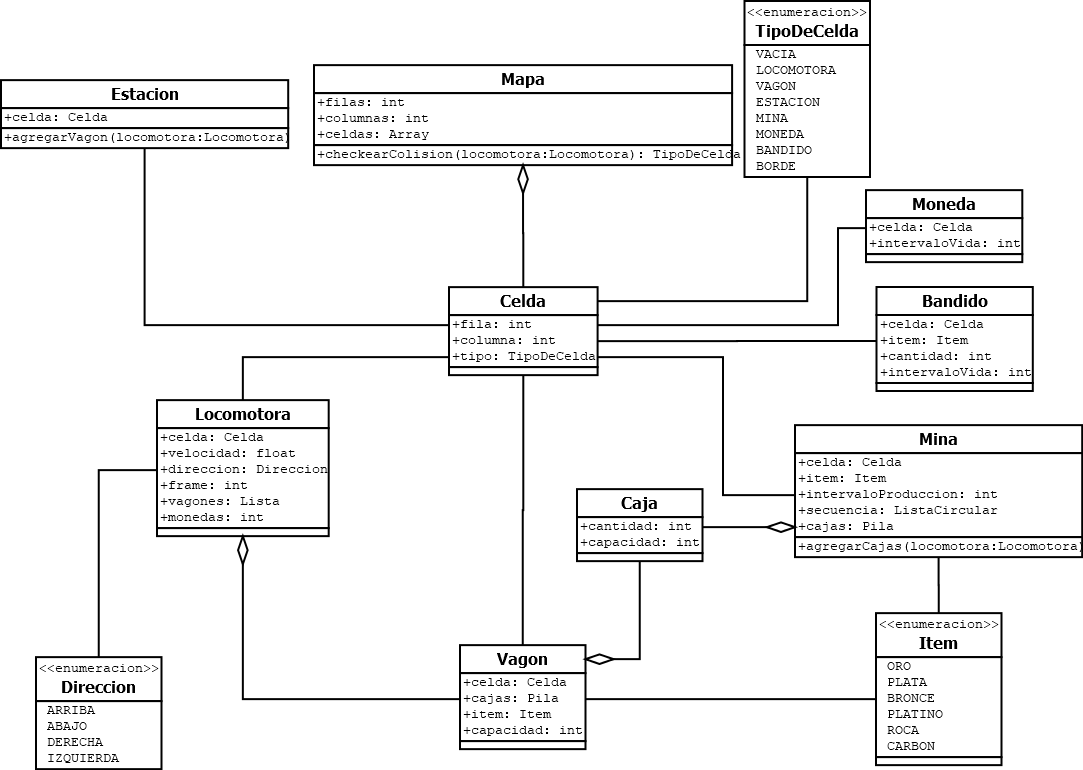 <<enumeracion>>
TipoDeCelda
VACIA
LOCOMOTORA
VAGON
ESTACION
MINA
MONEDA
BANDIDO
BORDE
Mapa
+filas: int
+columnas: int
+celdas: Array
+checkearColision(locomotora:Locomotora): TipoDeCelda
Estacion
+celda: Celda
+agregarVagon(locomotora:Locomotora)
Moneda
+celda: Celda
+intervaloVida: int
Celda
+fila: int
+columna: int
+tipo: TipoDeCelda
Bandido
+celda: Celda
+item: Item
+cantidad: int
+intervaloVida: int
Locomotora
+celda: Celda
+velocidad: float
+direccion: Direccion
+frame: int
+vagones: Lista
+monedas: int
Mina
+celda: Celda
+item: Item
+intervaloProduccion: int
+secuencia: ListaCircular
+cajas: Pila
+agregarCajas(locomotora:Locomotora)
Caja
+cantidad: int
+capacidad: int
<<enumeracion>>
Direccion
ARRIBA
ABAJO
DERECHA
IZQUIERDA
Vagon
+celda: Celda
+cajas: Pila
+item: Item
+capacidad: int
<<enumeracion>>
Item
ORO
PLATA
BRONCE
PLATINO
ROCA
CARBON